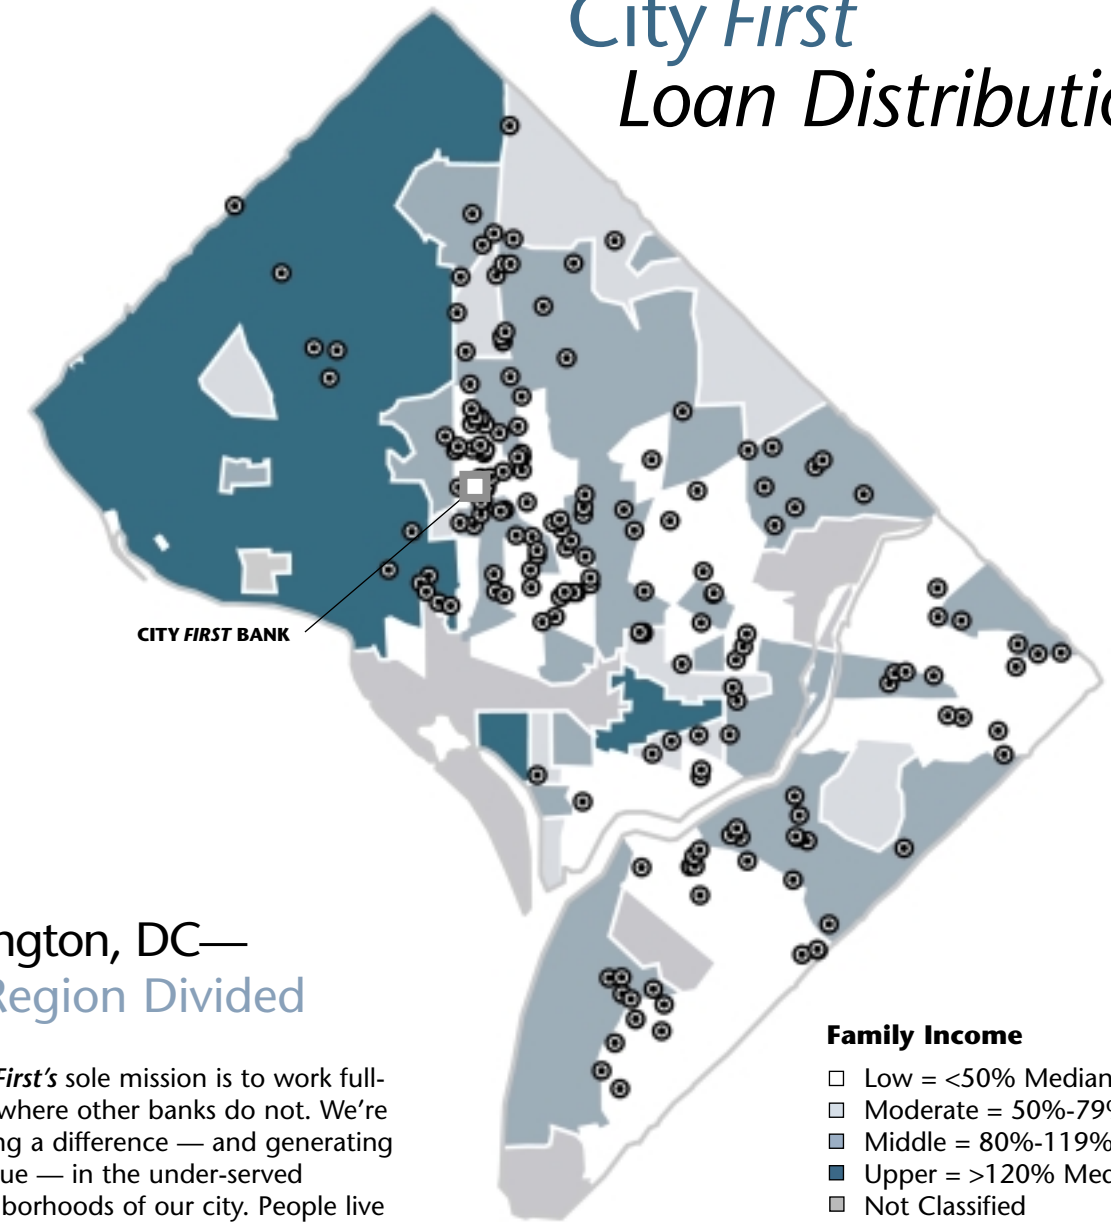 City First
Loan Distributio
CITY FIRST BANK
ngton, DC—
Region Divided
First's sole mission is to work full-
where other banks do not. We're
ng a difference — and generating
ue — in the under-served
borhoods of our city. People live
Family Income
Low = <50% Median
Moderate = 50%-79%
Middle = 80%-119%
Upper = >120% Med
Not Classified